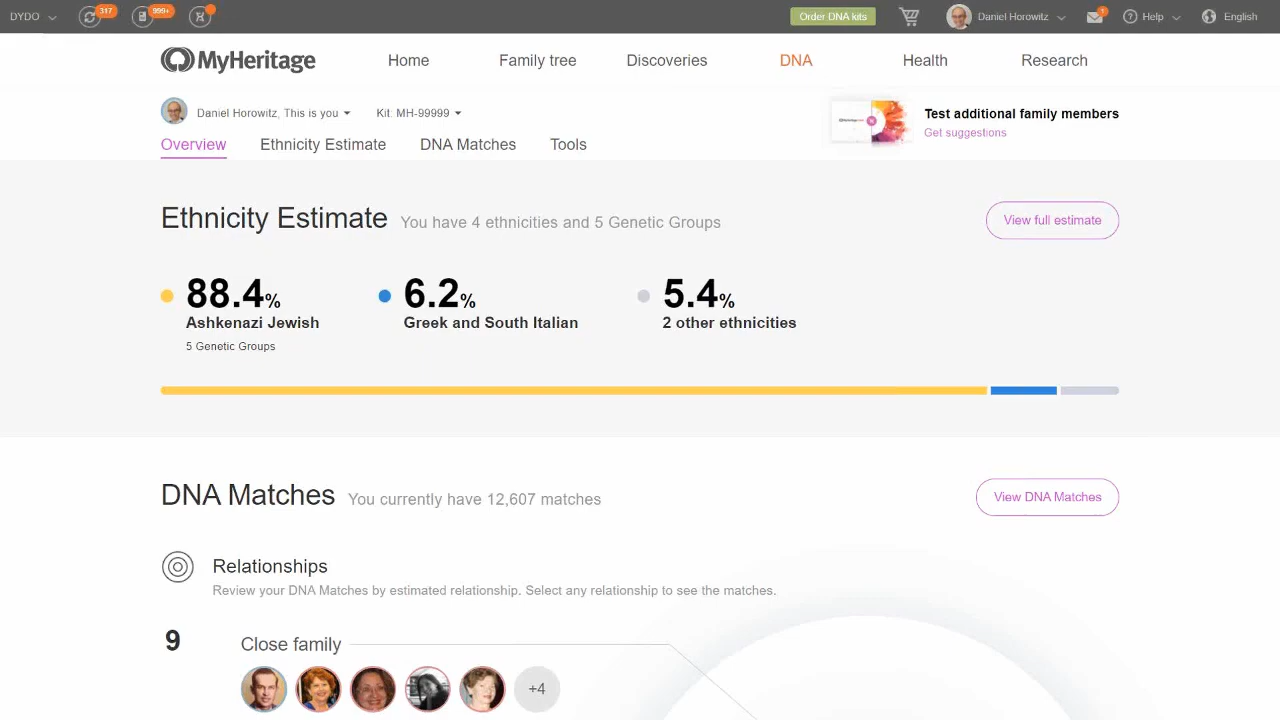 DYDO
317
999+
Order DNA kits
Daniel Horowitz
1
Help
English
MyHeritage
Home
Family tree
Discoveries
DNA
Health
Research
Daniel Horowitz, This is you
Kit: MH-99999
Test additional family members
Get suggestions
Overview
Ethnicity Estimate
DNA Matches
Tools
Ethnicity Estimate
You have 4 ethnicities and 5 Genetic Groups
View full estimate
88.4%
Ashkenazi Jewish
5 Genetic Groups
6.2%
Greek and South Italian
5.4%
2 other ethnicities
DNA Matches
You currently have 12,607 matches
View DNA Matches
Relationships
Review your DNA Matches by estimated relationship. Select any relationship to see the matches.
9
Close family
+4